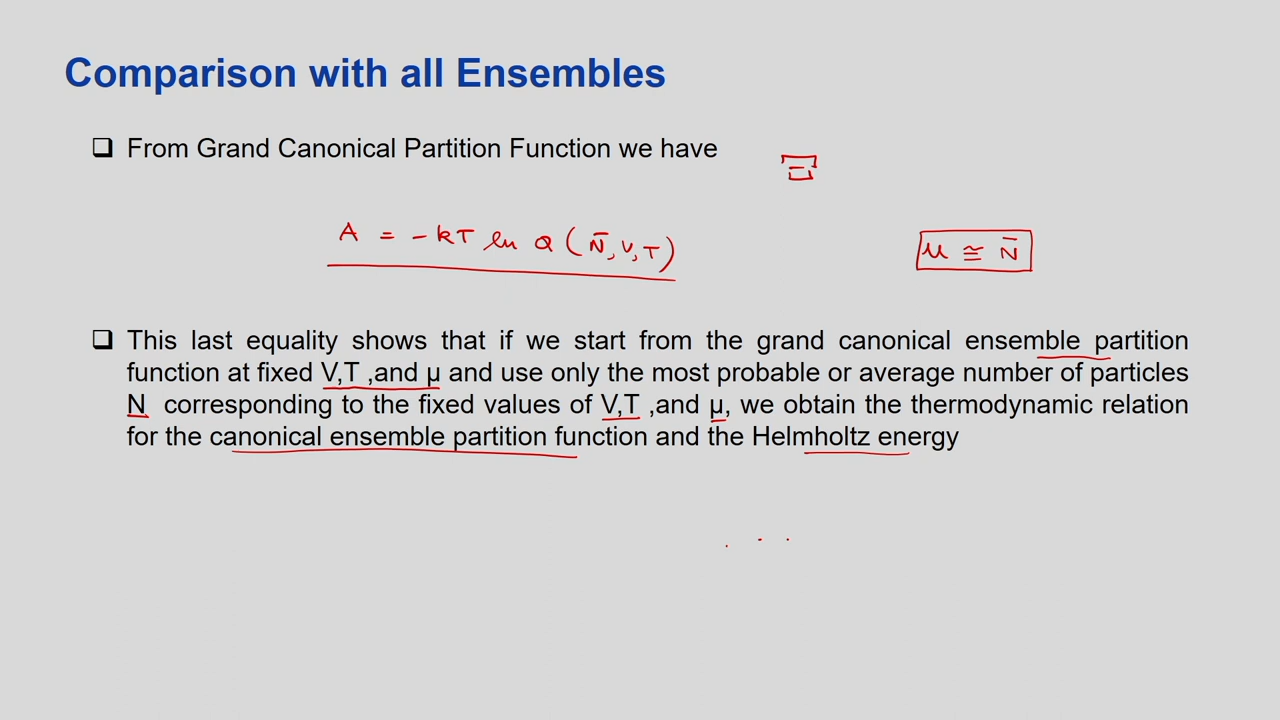 Comparison with all Ensembles
❑ From Grand Canonical Partition Function we have
Ξ
A = - kT ln Q ( N̄, V, T )
μ ≅ N̄
❑ This last equality shows that if we start from the grand canonical ensemble partition
function at fixed V,T ,and μ and use only the most probable or average number of particles
N corresponding to the fixed values of V,T ,and μ, we obtain the thermodynamic relation
for the canonical ensemble partition function and the Helmholtz energy